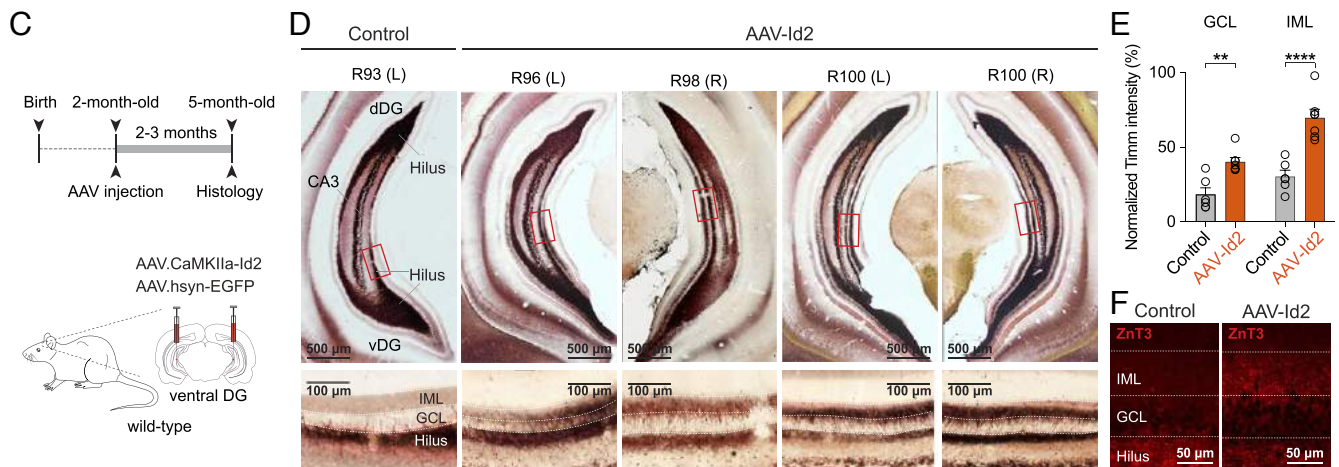 C
Birth
2-month-old
5-month-old
2-3 months
AAV injection
Histology
AAV.CaMKIIa-Id2
AAV.hsyn-EGFP
ventral DG
wild-type
D
Control
AAV-Id2
R93 (L)
R96 (L)
R98 (R)
R100 (L)
R100 (R)
dDG
Hilus
CA3
Hilus
vDG
500 µm
500 µm
500 µm
500 µm
500 µm
100 µm
100 µm
100 µm
100 µm
100 µm
IML
GCL
Hilus
E
GCL
IML
Normalized Timm intensity (%)
100
50
0
**
****
Control
AAV-Id2
Control
AAV-Id2
F
Control
AAV-Id2
ZnT3
ZnT3
IML
GCL
Hilus
50 µm
50 µm